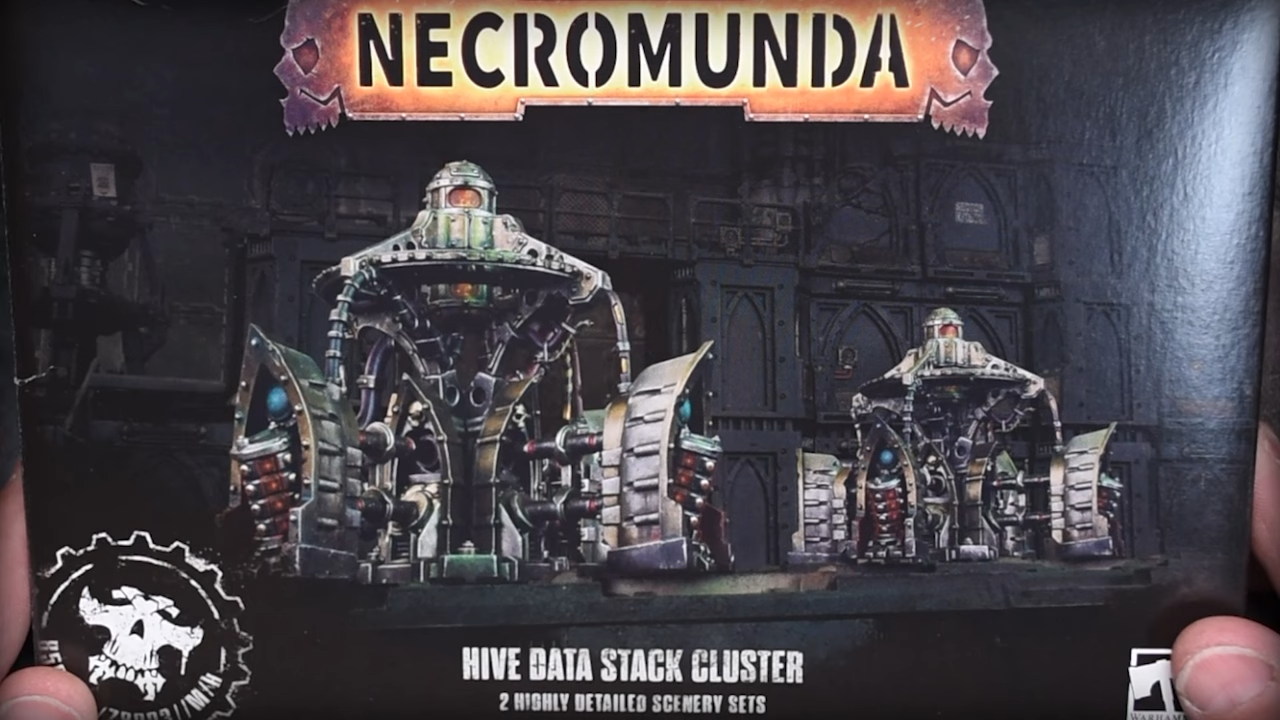 NECROMUNDA
HIVE DATA STACK CLUSTER
2 HIGHLY DETAILED SCENERY SETS